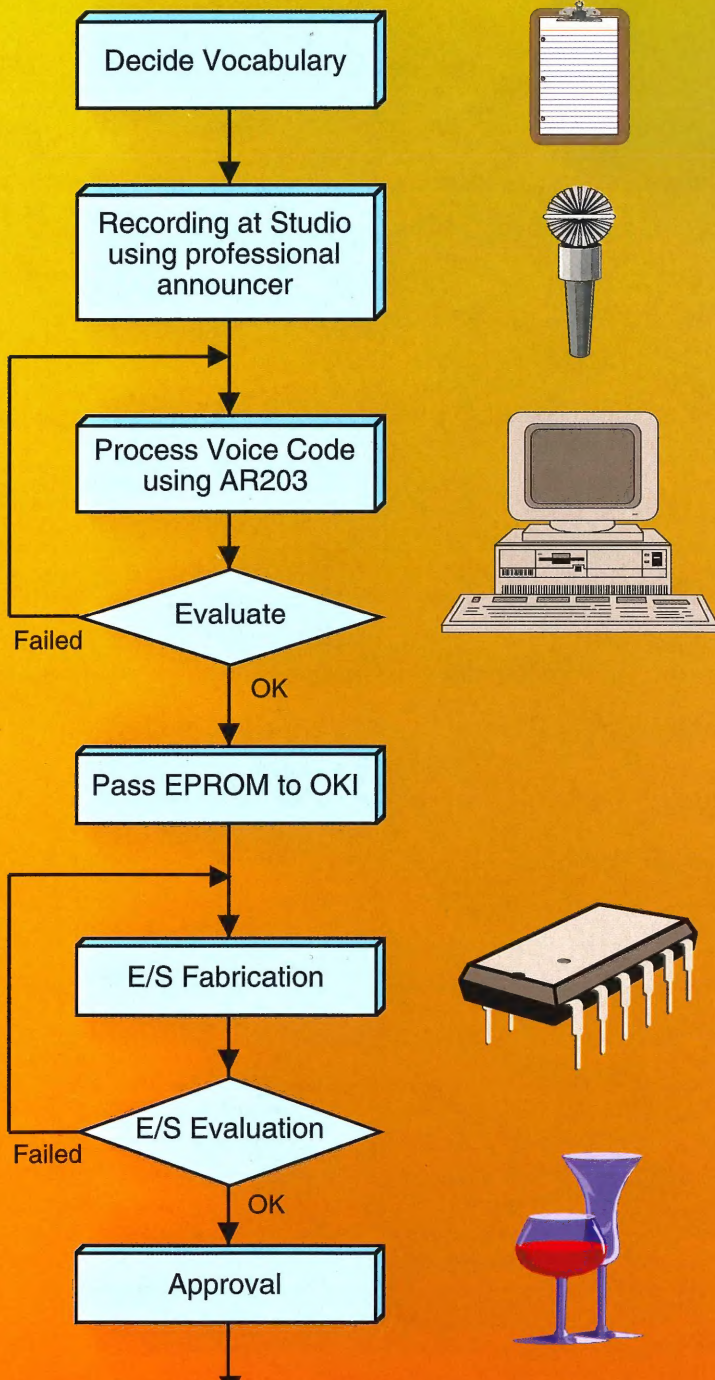 Decide Vocabulary
Recording at Studio
using professional
announcer
Process Voice Code
using AR203
Evaluate
Failed
OK
Pass EPROM to OKI
E/S Fabrication
E/S Evaluation
Failed
OK
Approval